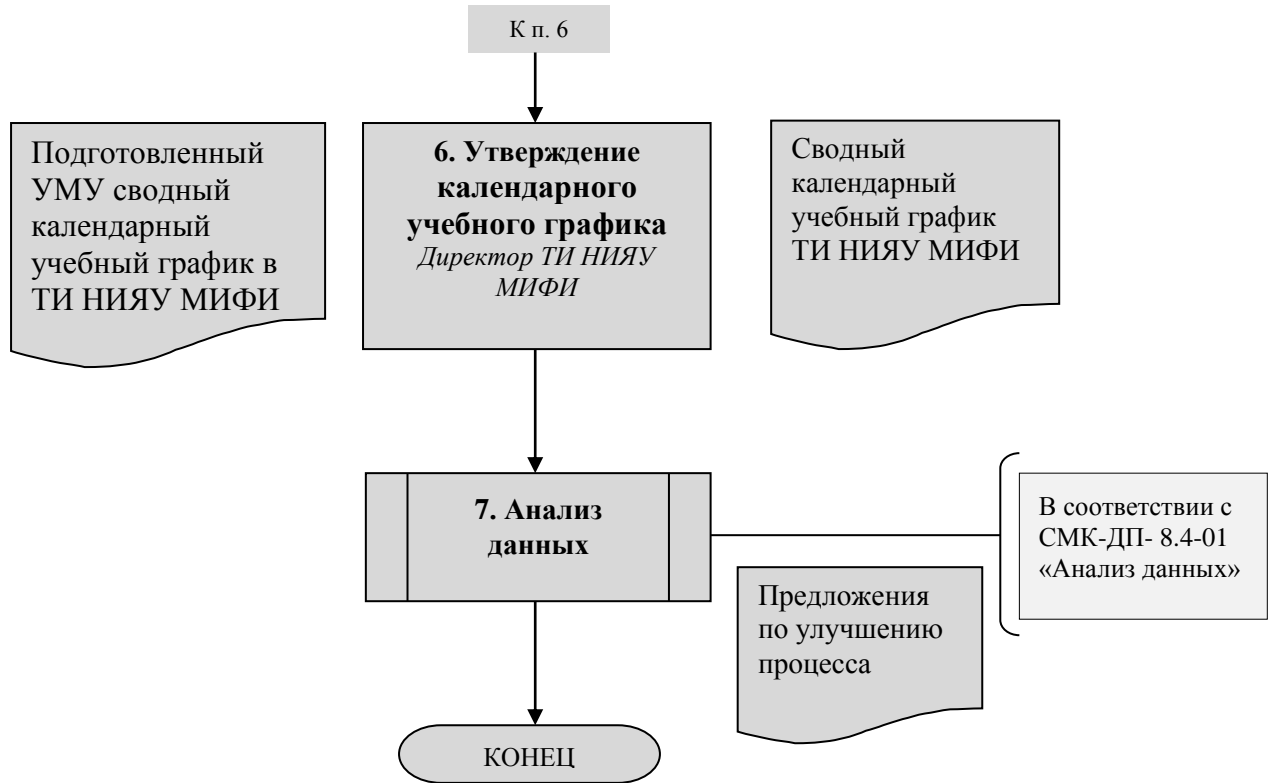 К п. 6
Подготовленный
УМУ сводный
календарный
учебный график в
ТИ НИЯУ МИФИ
6. Утверждение
календарного
учебного графика
Директор ТИ НИЯУ
МИФИ
Сводный
календарный
учебный график
ТИ НИЯУ МИФИ
7. Анализ
данных
В соответствии с
СМК-ДП- 8.4-01
«Анализ данных»
Предложения
по улучшению
процесса
КОНЕЦ